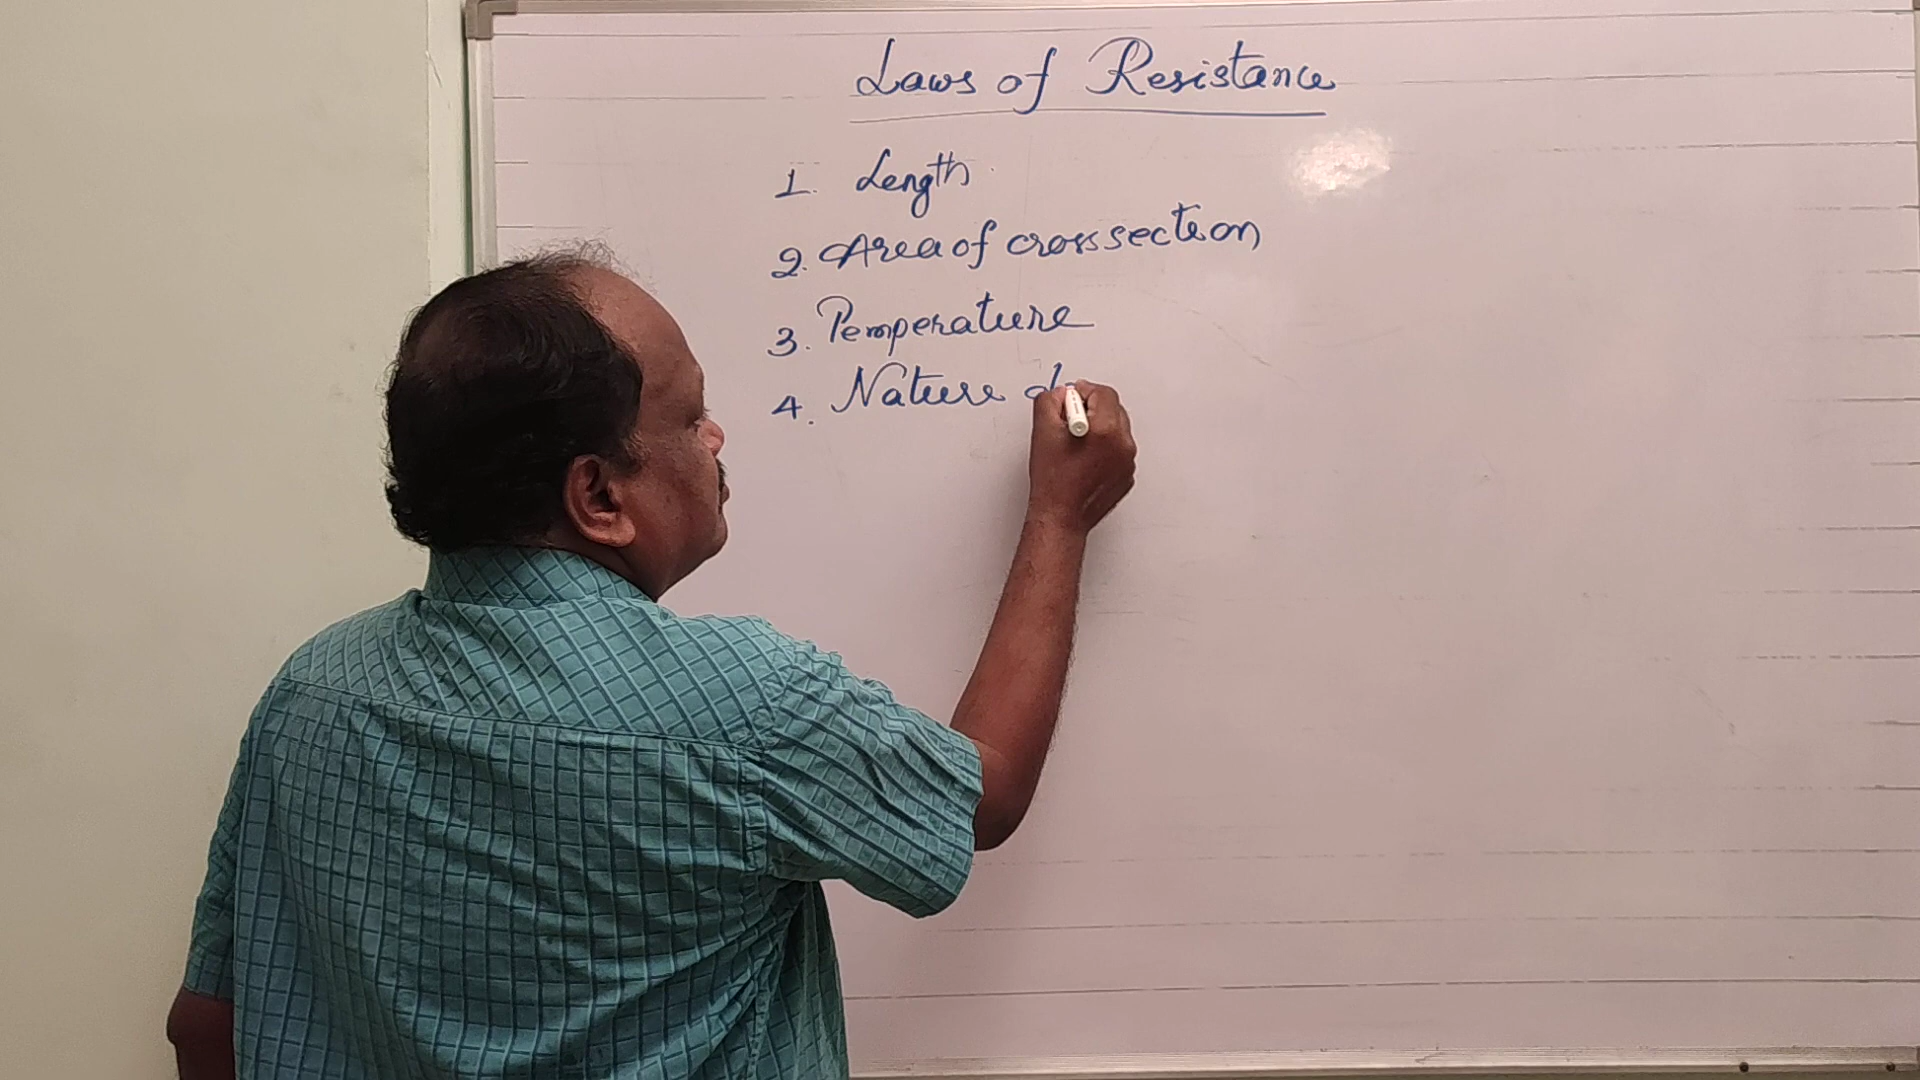 Laws of Resistance
1. Length
2. Area of cross section
3. Temperature
4. Nature of